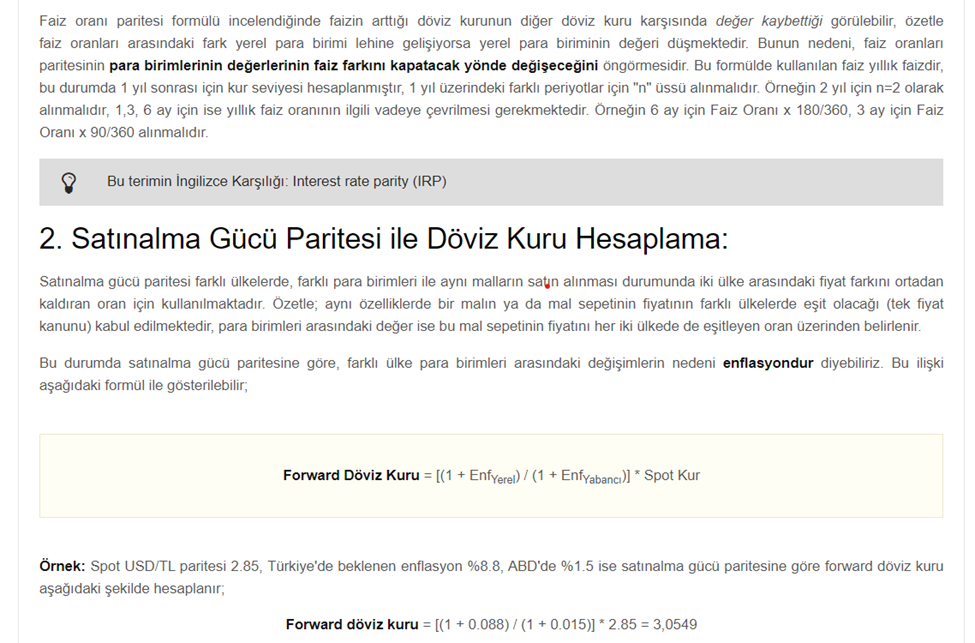 Faiz oranı paritesi formülü incelendiğinde faizin arttığı döviz kurunun diğer döviz kuru karşısında değer kaybettiği görülebilir, özetle
faiz oranları arasındaki fark yerel para birimi lehine gelişiyorsa yerel para biriminin değeri düşmektedir. Bunun nedeni, faiz oranları
paritesinin para birimlerinin değerlerinin faiz farkını kapatacak yönde değişeceğini öngörmesidir. Bu formülde kullanılan faiz yıllık faizdir,
bu durumda 1 yıl sonrası için kur seviyesi hesaplanmıştır, 1 yıl üzerindeki farklı periyotlar için "n" üssü alınmalıdır. Örneğin 2 yıl için n=2 olarak
alınmalıdır, 1,3, 6 ay için ise yıllık faiz oranının ilgili vadeye çevrilmesi gerekmektedir. Örneğin 6 ay için Faiz Oranı x 180/360, 3 ay için Faiz
Oranı x 90/360 alınmalıdır.
Bu terimin İngilizce Karşılığı: Interest rate parity (IRP)
2. Satınalma Gücü Paritesi ile Döviz Kuru Hesaplama:
Satınalma gücü paritesi farklı ülkelerde, farklı para birimleri ile aynı malların satın alınması durumunda iki ülke arasındaki fiyat farkını ortadan
kaldıran oran için kullanılmaktadır. Özetle; aynı özelliklerde bir malın ya da mal sepetinin fiyatının farklı ülkelerde eşit olacağı (tek fiyat
kanunu) kabul edilmektedir, para birimleri arasındaki değer ise bu mal sepetinin fiyatını her iki ülkede de eşitleyen oran üzerinden belirlenir.
Bu durumda satınalma gücü paritesine göre, farklı ülke para birimleri arasındaki değişimlerin nedeni enflasyondur diyebiliriz. Bu ilişki
aşağıdaki formül ile gösterilebilir;
Forward Döviz Kuru = [(1 + EnfYerel) / (1 + EnfYabancı)] * Spot Kur
Örnek: Spot USD/TL paritesi 2.85, Türkiye'de beklenen enflasyon %8.8, ABD'de %1.5 ise satınalma gücü paritesine göre forward döviz kuru
aşağıdaki şekilde hesaplanır;
Forward döviz kuru = [(1 + 0.088) / (1 + 0.015)] * 2.85 = 3,0549